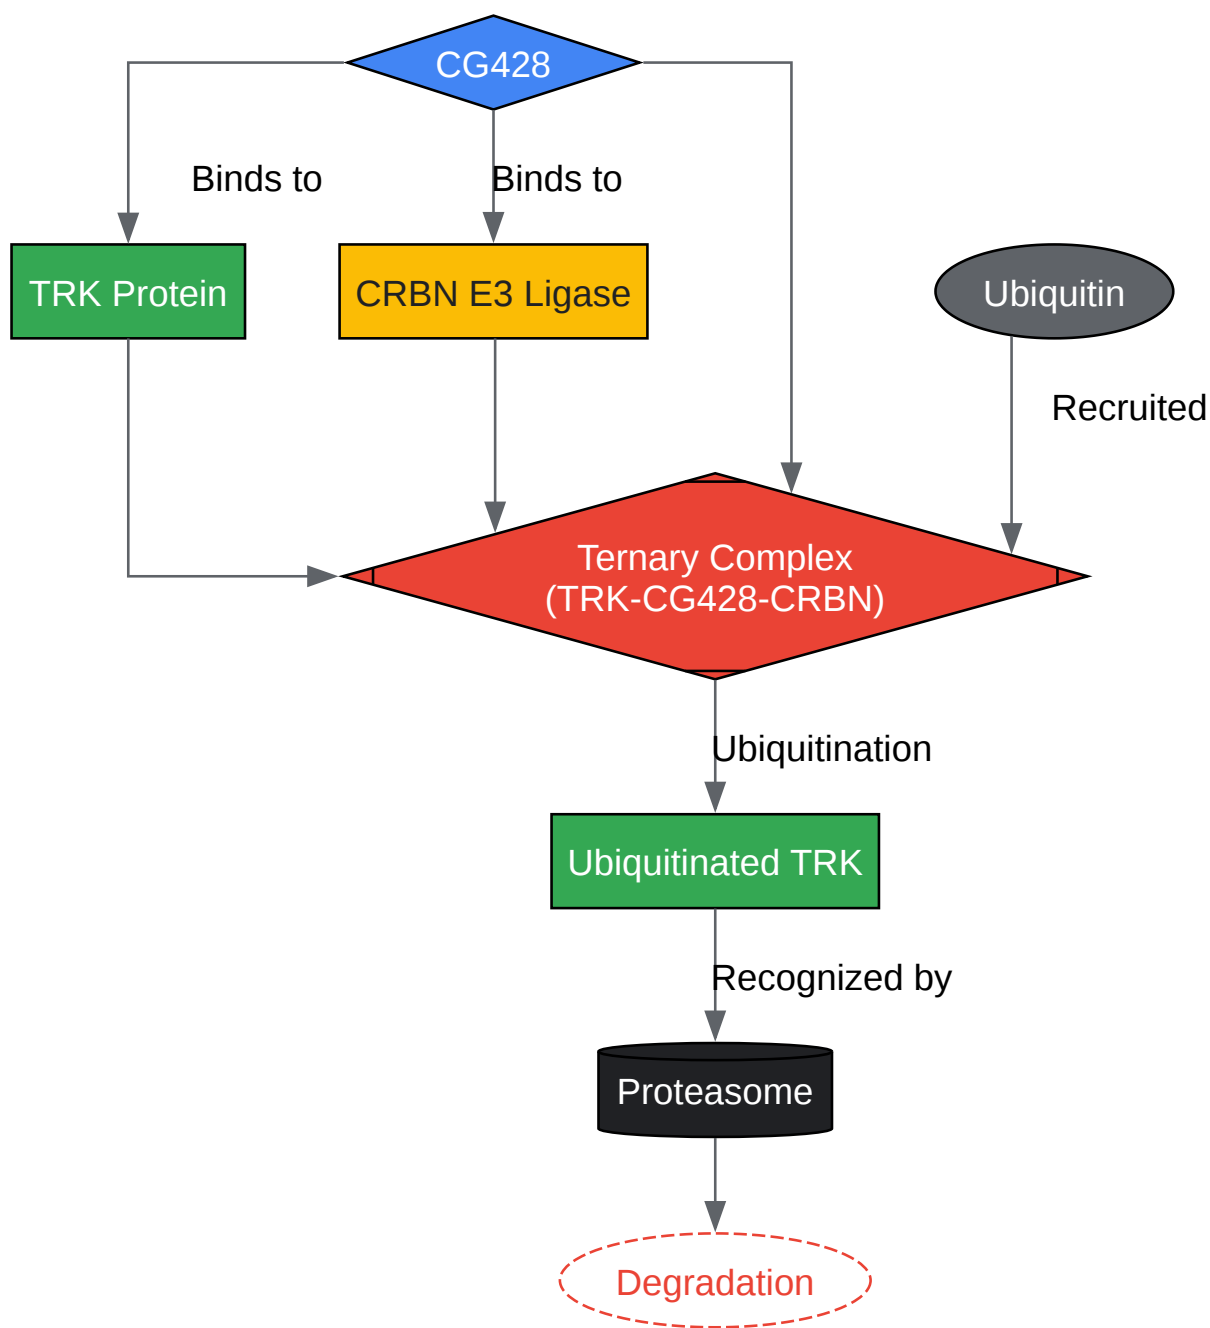 CG428
Binds to
Binds to
TRK Protein
CRBN E3 Ligase
Ubiquitin
Recruited
Ternary Complex
(TRK-CG428-CRBN)
Ubiquitination
Ubiquitinated TRK
Recognized by
Proteasome
Degradation